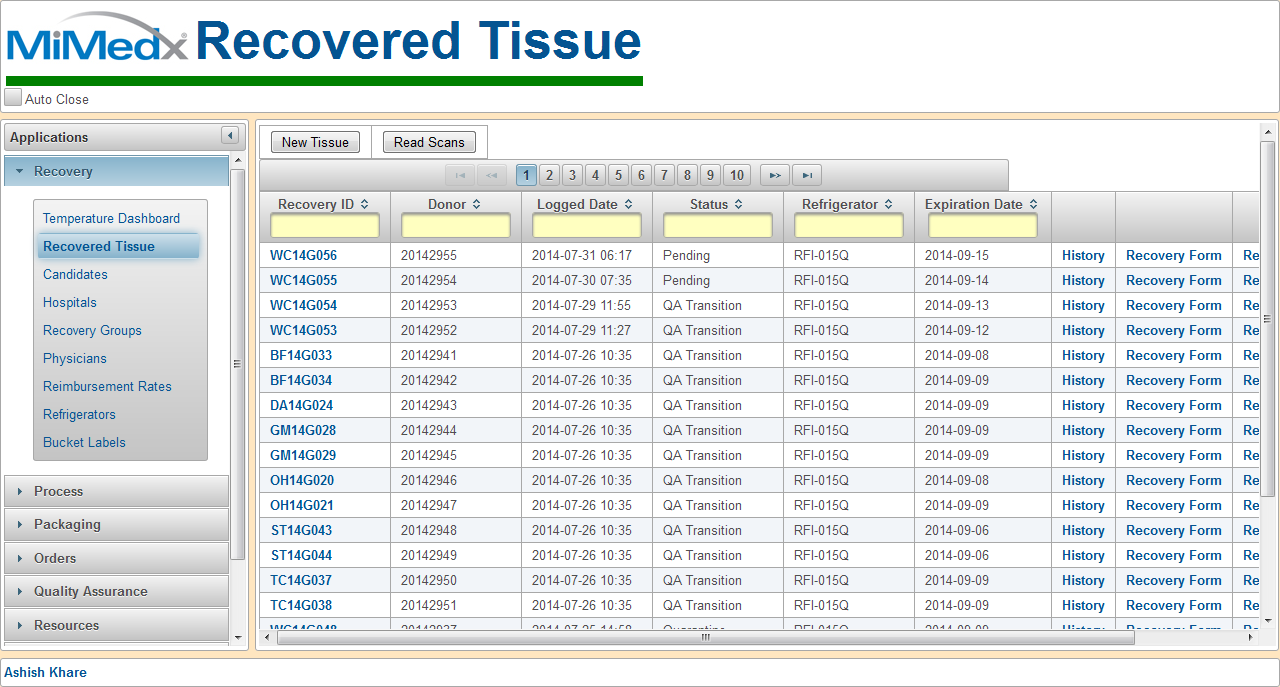 MiMedx Recovered Tissue
Auto Close
Applications
Recovery
Temperature Dashboard
Recovered Tissue
Candidates
Hospitals
Recovery Groups
Physicians
Reimbursement Rates
Refrigerators
Bucket Labels
Process
Packaging
Orders
Quality Assurance
Resources
New Tissue Read Scans
1 2 3 4 5 6 7 8 9 10
Recovery ID Donor Logged Date Status Refrigerator Expiration Date
WC14G056 20142955 2014-07-31 06:17 Pending RFI-015Q 2014-09-15 History Recovery Form Re
WC14G055 20142954 2014-07-30 07:35 Pending RFI-015Q 2014-09-14 History Recovery Form Re
WC14G054 20142953 2014-07-29 11:55 QA Transition RFI-015Q 2014-09-13 History Recovery Form Re
WC14G053 20142952 2014-07-29 11:27 QA Transition RFI-015Q 2014-09-12 History Recovery Form Re
BF14G033 20142941 2014-07-26 10:35 QA Transition RFI-015Q 2014-09-08 History Recovery Form Re
BF14G034 20142942 2014-07-26 10:35 QA Transition RFI-015Q 2014-09-09 History Recovery Form Re
DA14G024 20142943 2014-07-26 10:35 QA Transition RFI-015Q 2014-09-09 History Recovery Form Re
GM14G028 20142944 2014-07-26 10:35 QA Transition RFI-015Q 2014-09-09 History Recovery Form Re
GM14G029 20142945 2014-07-26 10:35 QA Transition RFI-015Q 2014-09-09 History Recovery Form Re
OH14G020 20142946 2014-07-26 10:35 QA Transition RFI-015Q 2014-09-08 History Recovery Form Re
OH14G021 20142947 2014-07-26 10:35 QA Transition RFI-015Q 2014-09-09 History Recovery Form Re
ST14G043 20142948 2014-07-26 10:35 QA Transition RFI-015Q 2014-09-06 History Recovery Form Re
ST14G044 20142949 2014-07-26 10:35 QA Transition RFI-015Q 2014-09-06 History Recovery Form Re
TC14G037 20142950 2014-07-26 10:35 QA Transition RFI-015Q 2014-09-09 History Recovery Form Re
TC14G038 20142951 2014-07-26 10:35 QA Transition RFI-015Q 2014-09-09 History Recovery Form Re
Ashish Khare